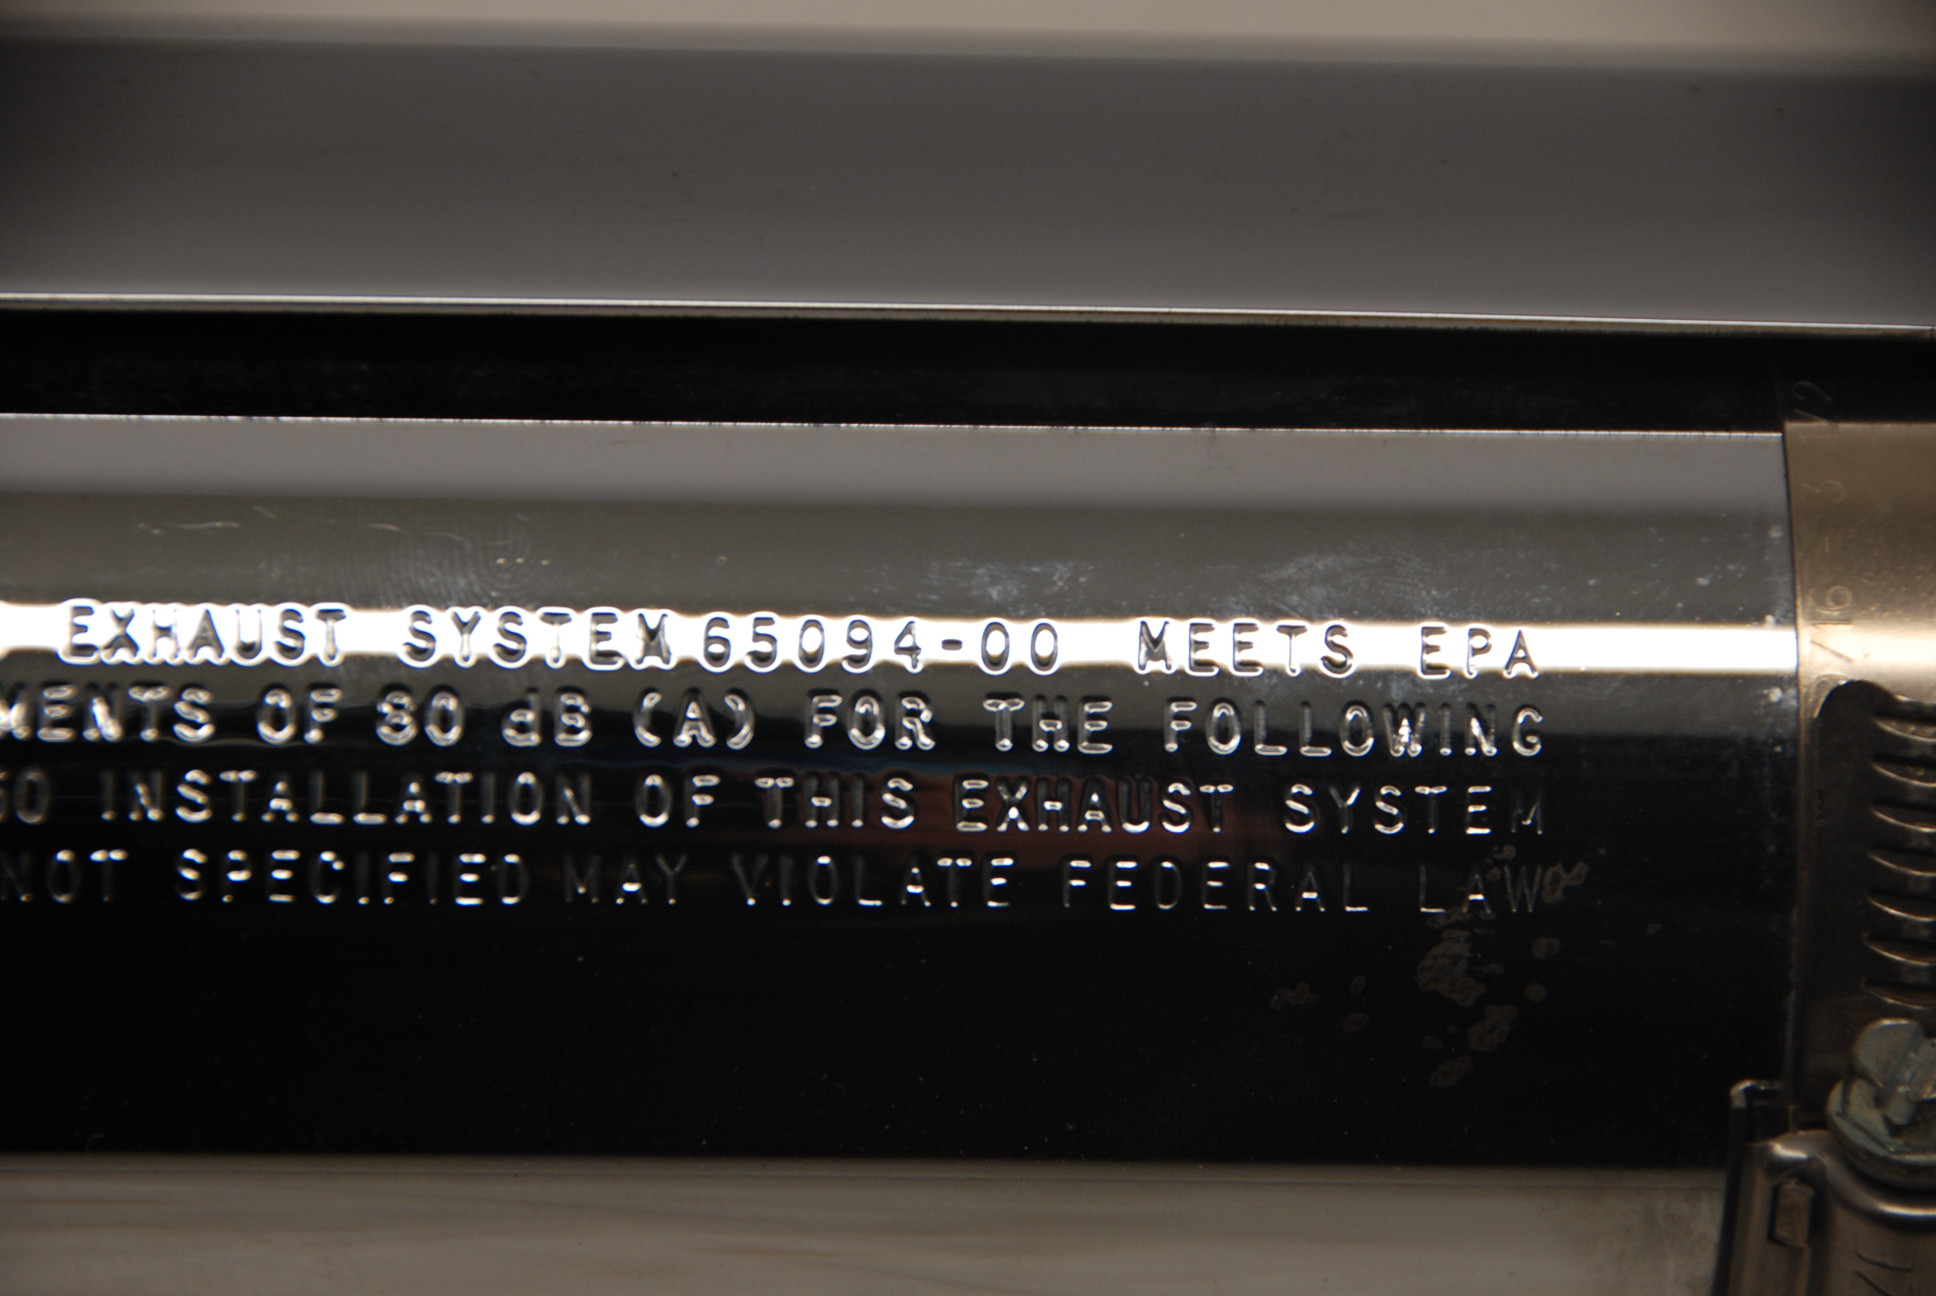 EXHAUST SYSTEM 65094-00 MEETS EPA
MENTS OF 80 dB (A) FOR THE FOLLOWING
50 INSTALLATION OF THIS EXHAUST SYSTEM
NOT SPECIFIED MAY VIOLATE FEDERAL LAW